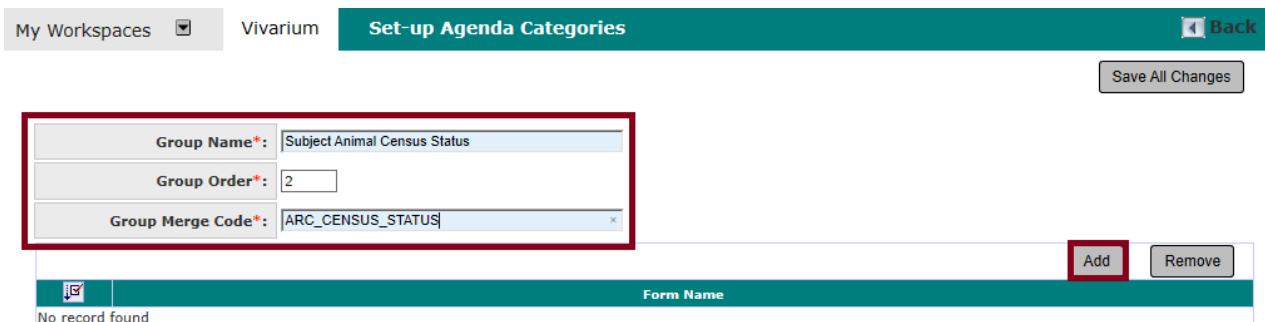 My Workspaces Vivarium Set-up Agenda Categories Back
Save All Changes
Group Name*: Subject Animal Census Status
Group Order*: 2
Group Merge Code*: ARC_CENSUS_STATUS ×
Add Remove
Form Name
No record found